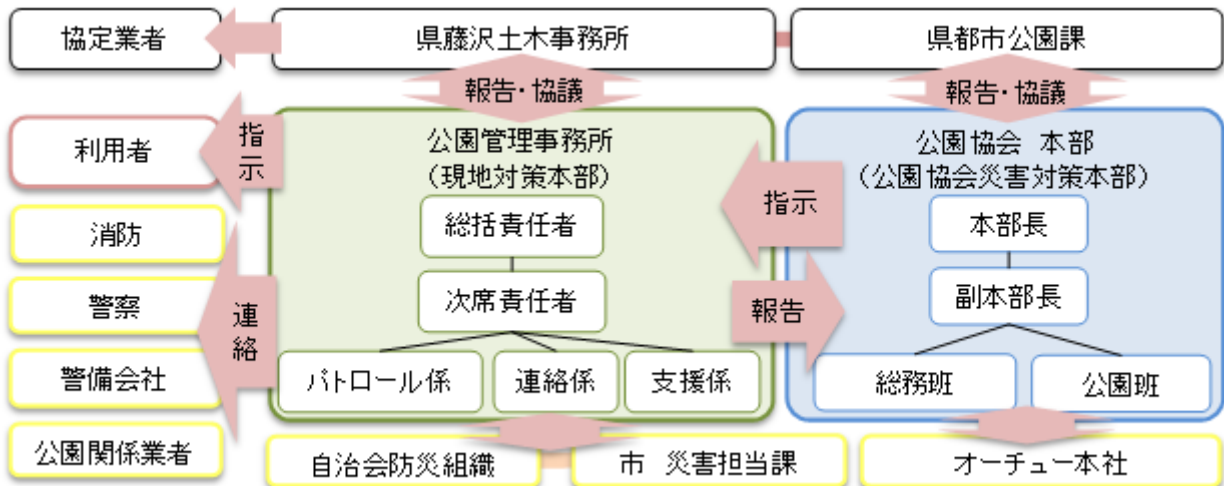 協定業者
県藤沢土木事務所
県都市公園課
報告・協議
報告・協議
利用者
指示
公園管理事務所
(現地対策本部)
公園協会 本部
(公園協会災害対策本部)
指示
消防
総括責任者
本部長
警察
連絡
次席責任者
報告
副本部長
警備会社
パトロール係
連絡係
支援係
総務班
公園班
公園関係業者
自治会防災組織
市 災害担当課
オーチュー本社